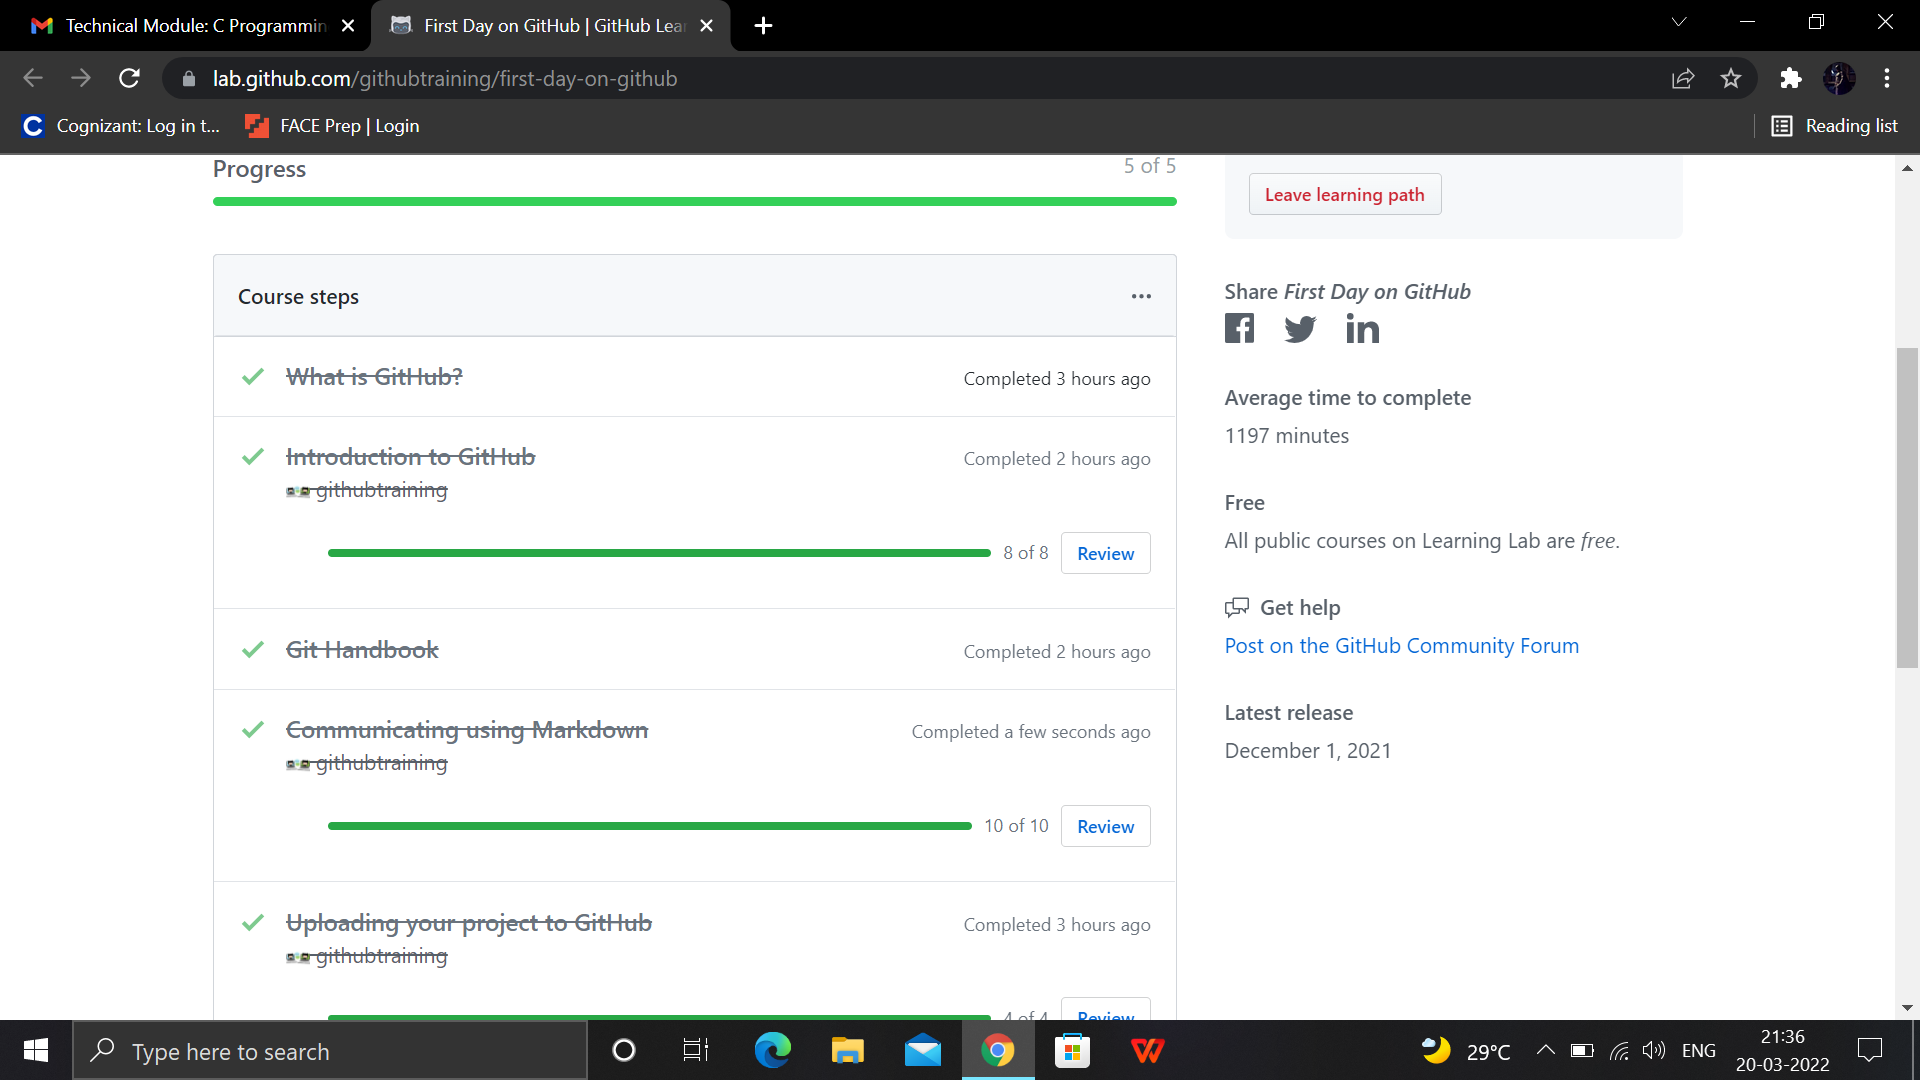 Technical Module: C Programmin
First Day on GitHub | GitHub Lea
lab.github.com/githubtraining/first-day-on-github
Cognizant: Log in t...
FACE Prep | Login
Reading list
Progress
5 of 5
Leave learning path
Course steps
What is GitHub?
Completed 3 hours ago
Introduction to GitHub
Completed 2 hours ago
githubtraining
8 of 8
Review
Git Handbook
Completed 2 hours ago
Communicating using Markdown
Completed a few seconds ago
githubtraining
10 of 10
Review
Uploading your project to GitHub
Completed 3 hours ago
githubtraining
4 of 4
Review
Share First Day on GitHub
Average time to complete
1197 minutes
Free
All public courses on Learning Lab are free.
Get help
Post on the GitHub Community Forum
Latest release
December 1, 2021
Type here to search
29°C
ENG
21:36
20-03-2022